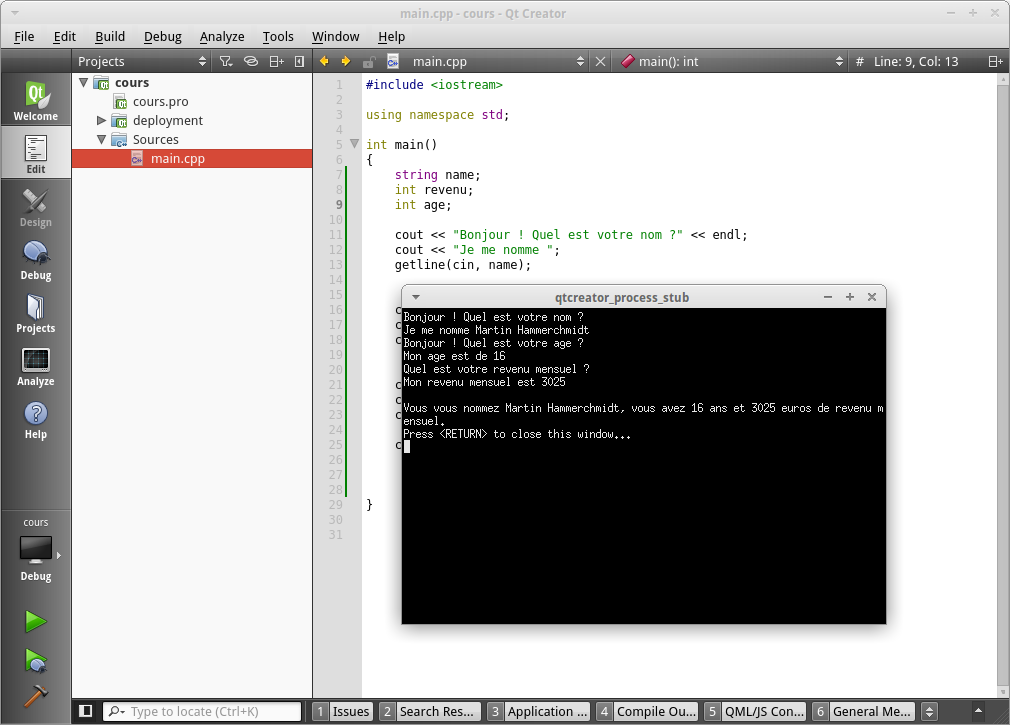 main.cpp - cours - Qt Creator
File Edit Build Debug Analyze Tools Window Help
Projects main.cpp main(): int # Line: 9, Col: 13
Welcome
Edit
Design
Debug
Projects
Analyze
Help
cours
Debug
cours
cours.pro
deployment
Sources
main.cpp
1 #include <iostream>
2
3 using namespace std;
4
5 int main()
6 {
7 string name;
8 int revenu;
9 int age;
10
11 cout << "Bonjour ! Quel est votre nom ?" << endl;
12 cout << "Je me nomme ";
13 getline(cin, name);
14
15
16 c
17 c
18 c
19
20
21 c
22 c
23 c
24
25 c
26
27
28
29 }
30
31
qtcreator_process_stub
Bonjour ! Quel est votre nom ?
Je me nomme Martin Hammerchmidt
Bonjour ! Quel est votre age ?
Mon age est de 16
Quel est votre revenu mensuel ?
Mon revenu mensuel est 3025
Vous vous nommez Martin Hammerchmidt, vous avez 16 ans et 3025 euros de revenu m
ensuel.
Press <RETURN> to close this window...
Type to locate (Ctrl+K) 1 Issues 2 Search Res... 3 Application ... 4 Compile Ou... 5 QML/JS Con... 6 General Me...